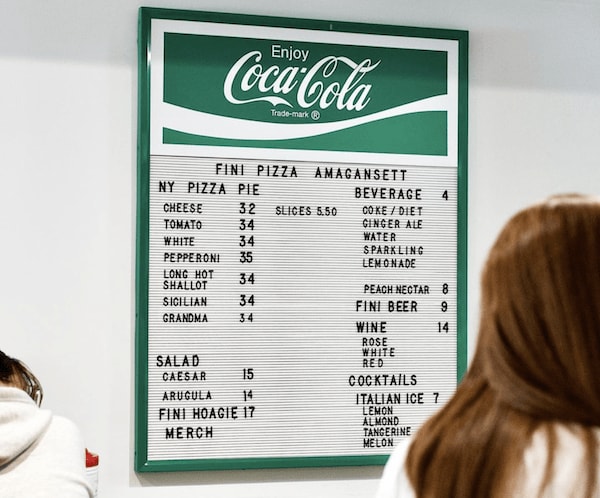 Enjoy
Coca-Cola
Trade-mark ®
FINI PIZZA AMAGANSETT
NY PIZZA PIE
CHEESE 32 SLICES 5.50
TOMATO 34
WHITE 34
PEPPERONI 35
LONG HOT
SHALLOT 34
SICILIAN 34
GRANDMA 34
SALAD
CAESAR 15
ARUGULA 14
FINI HOAGIE 17
MERCH
BEVERAGE 4
COKE / DIET
GINGER ALE
WATER
SPARKLING
LEMONADE
PEACH NECTAR 8
FINI BEER 9
WINE 14
ROSE
WHITE
RED
COCKTAILS
ITALIAN ICE 7
LEMON
ALMOND
TANGERINE
MELON